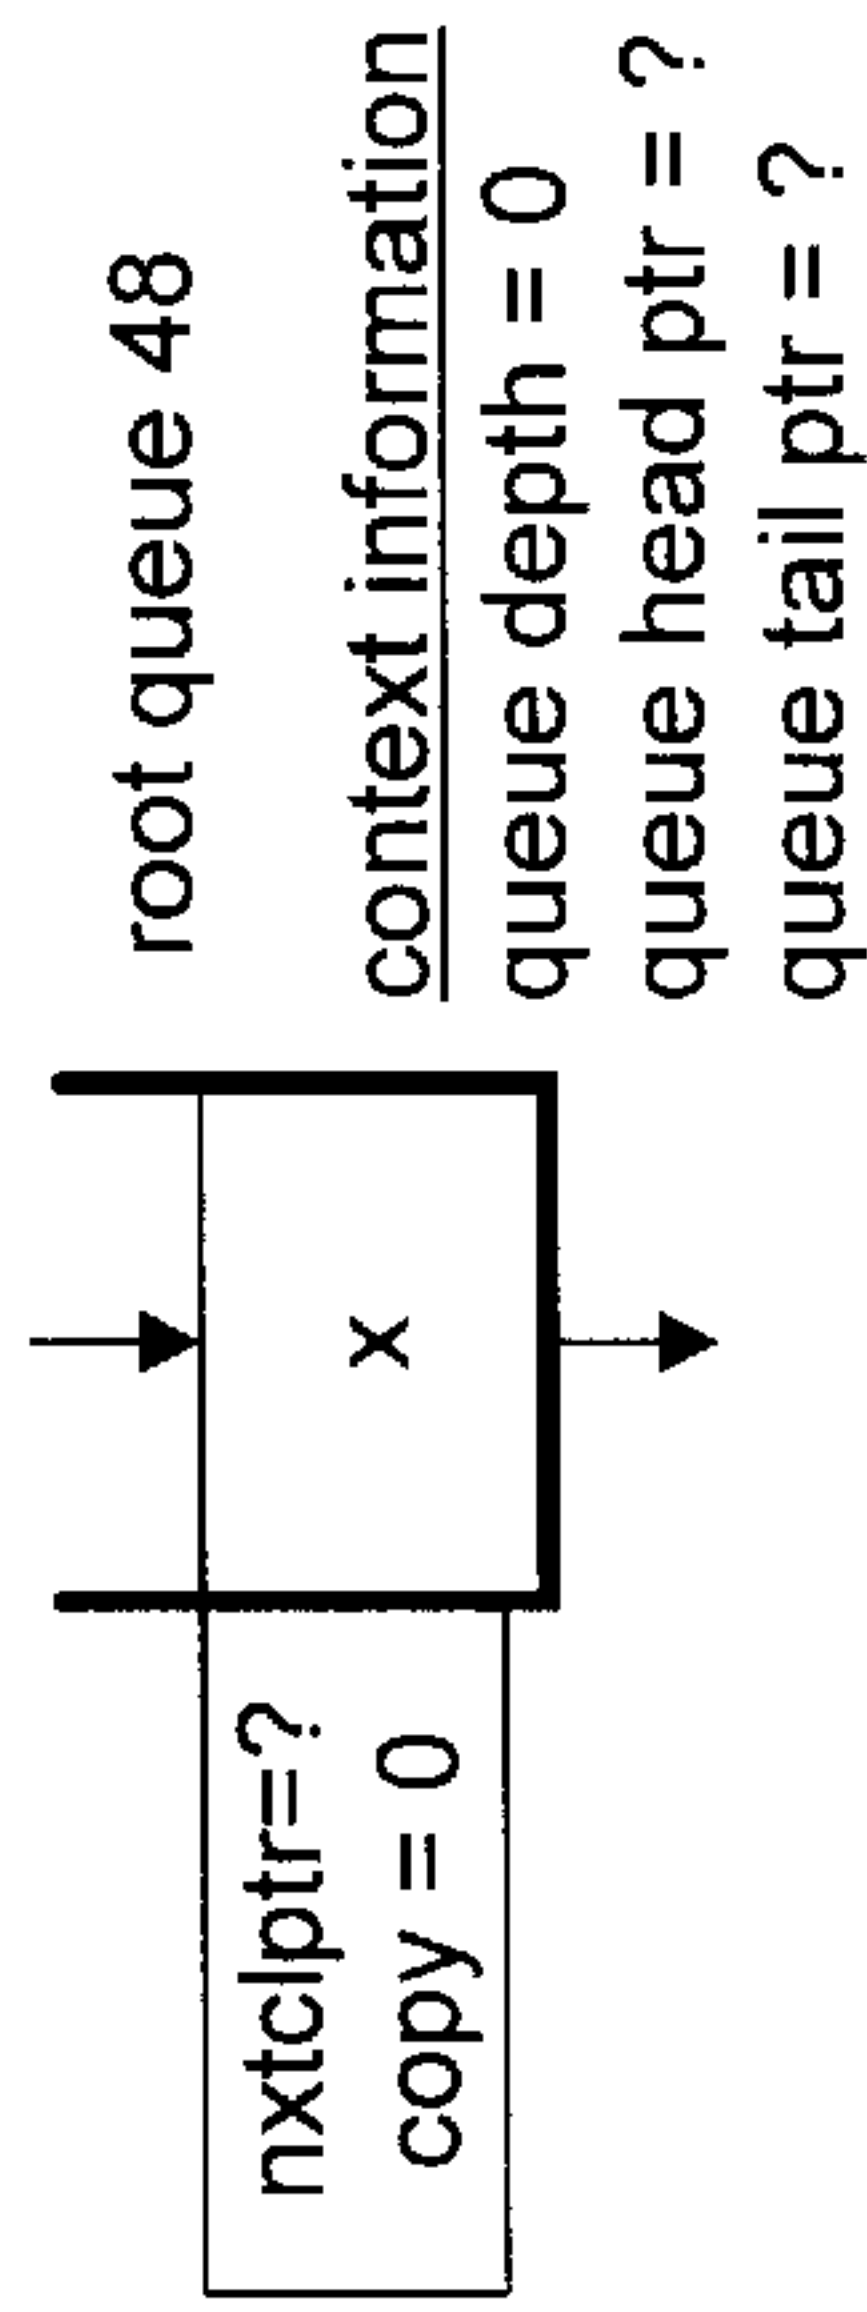 root queue 48
context information
queue depth = 0
queue head ptr = ?
queue tail ptr = ?
x
nxtclptr=?
copy = 0